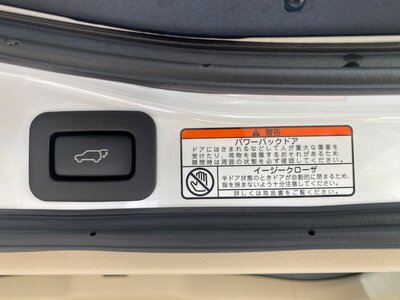 警告
パワーバックドア
ドアにはさまれるなどして人が重大な傷害を
受けたり、荷物を損傷するおそれがあるため
開閉時は周囲の状態を必ず確認してください。
イージークローザ
半ドア状態のときドアが自動的に閉まるため、
指を挟まないよう十分注意してください。
詳しくは取扱書をご覧ください。